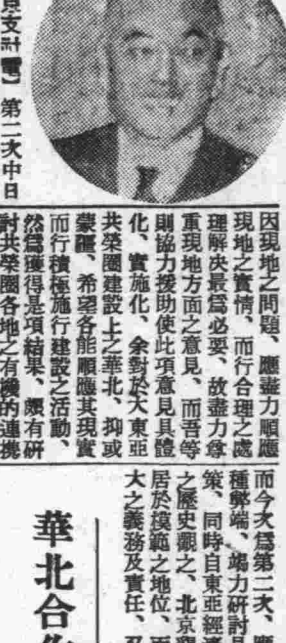 支社電】第二次中日
因現地之問題、應盡力順應
現地之實情、而行合理之處
理解決最爲必要、故盡力尊
重現地方面之意見、而吾等
則協力援助使此項意見具體
化、實施化、余對於大東亞
共榮圈建設上之華北、抑或
蒙疆、希望各能順應其現實
而行積極施行建設之活動、
然爲獲得是項結果、頗有研
討共榮圈各地之有機的連携
而今次爲第二次、
種弊端、竭力研討
策、同時自東亞經
之歷史觀之、北京
居於模範之地位、
大之義務及責任、
華北合